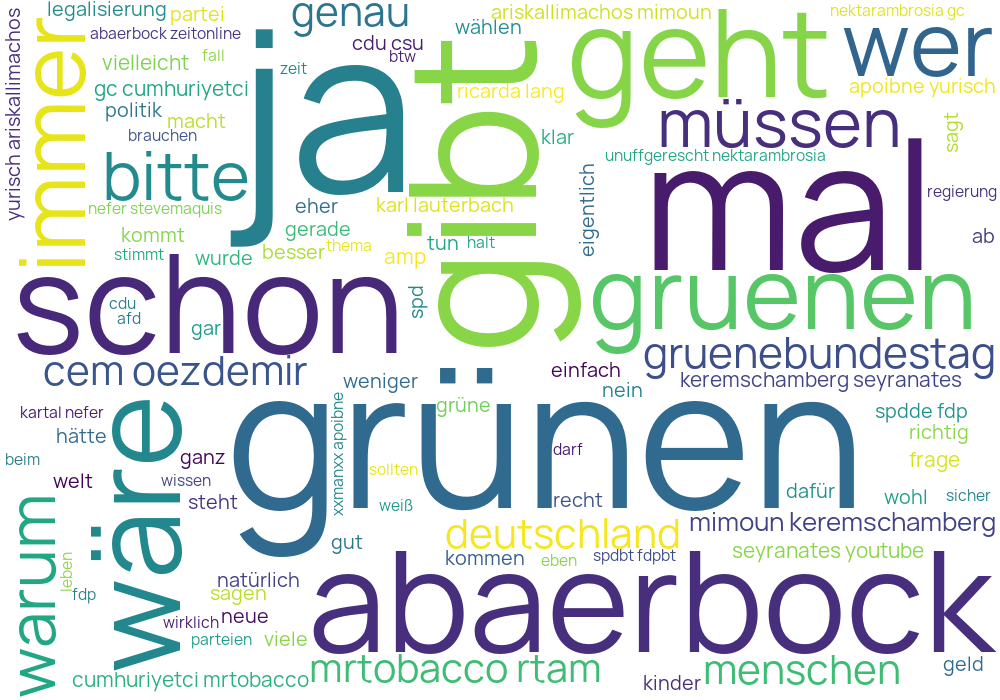 legalisierung
partei
genau
ariskallimachos mimoun
nektarambrosia gc
yurisch ariskallimachos
immer
abaerbock zeitonline
cdu csu
wählen
wer
vielleicht
fall
btw
ja
gibt
geht
zeit
gc cumhuriyetci
ricarda lang
apoibne yurisch
politik
macht
müssen
sagt
brauchen
klar
bitte
unuffgerescht nektarambrosia
mal
eigentlich
regierung
nefer stevemaquis
eher
karl lauterbach
kommt
gerade
tun
halt
ab
stimmt
wurde
besser
thema
amp
schon
spd
gruenen
cdu
afd
gar
gruenebundestag
cem oezdemir
weniger
einfach
keremschamberg seyranates
nein
grünen
grüne
kartal nefer
wäre
xxmanxx apoibne
spdde fdp
hätte
richtig
beim
ganz
darf
frage
welt
wissen
sollten
steht
recht
dafür
wohl
sicher
weiß
warum
gut
deutschland
mimoun keremschamberg
leben
kommen
eben
spdbt fdpbt
seyranates youtube
natürlich
abaerbock
fdp
sagen
wirklich
neue
parteien
viele
cumhuriyetci mrtobacco
mrtobacco rtam
menschen
geld
kinder